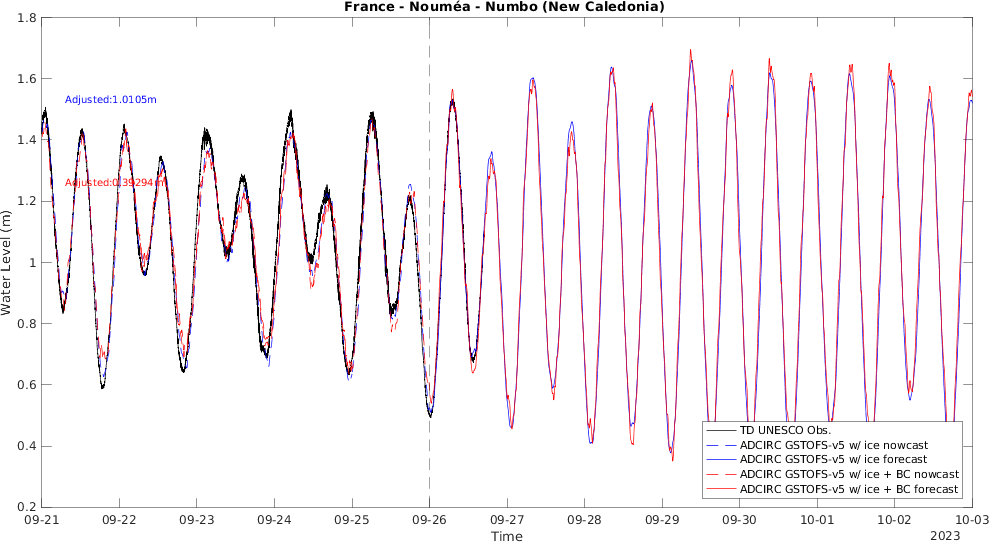 France - Nouméa - Numbo (New Caledonia)
1.8
1.6
1.4
1.2
1
0.8
0.6
0.4
0.2
Water Level (m)
Adjusted:1.0105m
Adjusted:0.39294m
TD UNESCO Obs.
ADCIRC GSTOFS-v5 w/ ice nowcast
ADCIRC GSTOFS-v5 w/ ice forecast
ADCIRC GSTOFS-v5 w/ ice + BC nowcast
ADCIRC GSTOFS-v5 w/ ice + BC forecast
09-21 09-22 09-23 09-24 09-25 09-26 09-27 09-28 09-29 09-30 10-01 10-02 10-03
Time
2023